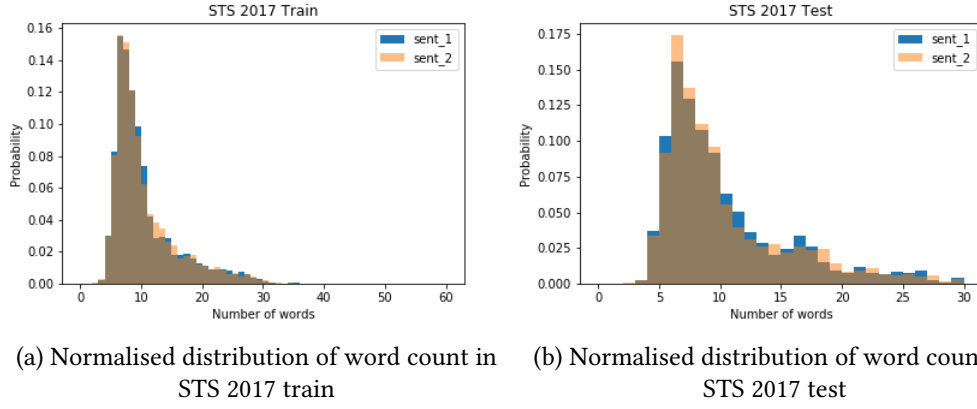 STS 2017 Train
0.16
0.14
0.12
0.10
0.08
0.06
0.04
0.02
0.00
Probability
sent_1
sent_2
0 10 20 30 40 50 60
Number of words
(a) Normalised distribution of word count in
STS 2017 train
STS 2017 Test
0.175
0.150
0.125
0.100
0.075
0.050
0.025
0.000
Probability
sent_1
sent_2
0 5 10 15 20 25 30
Number of words
(b) Normalised distribution of word coun
STS 2017 test